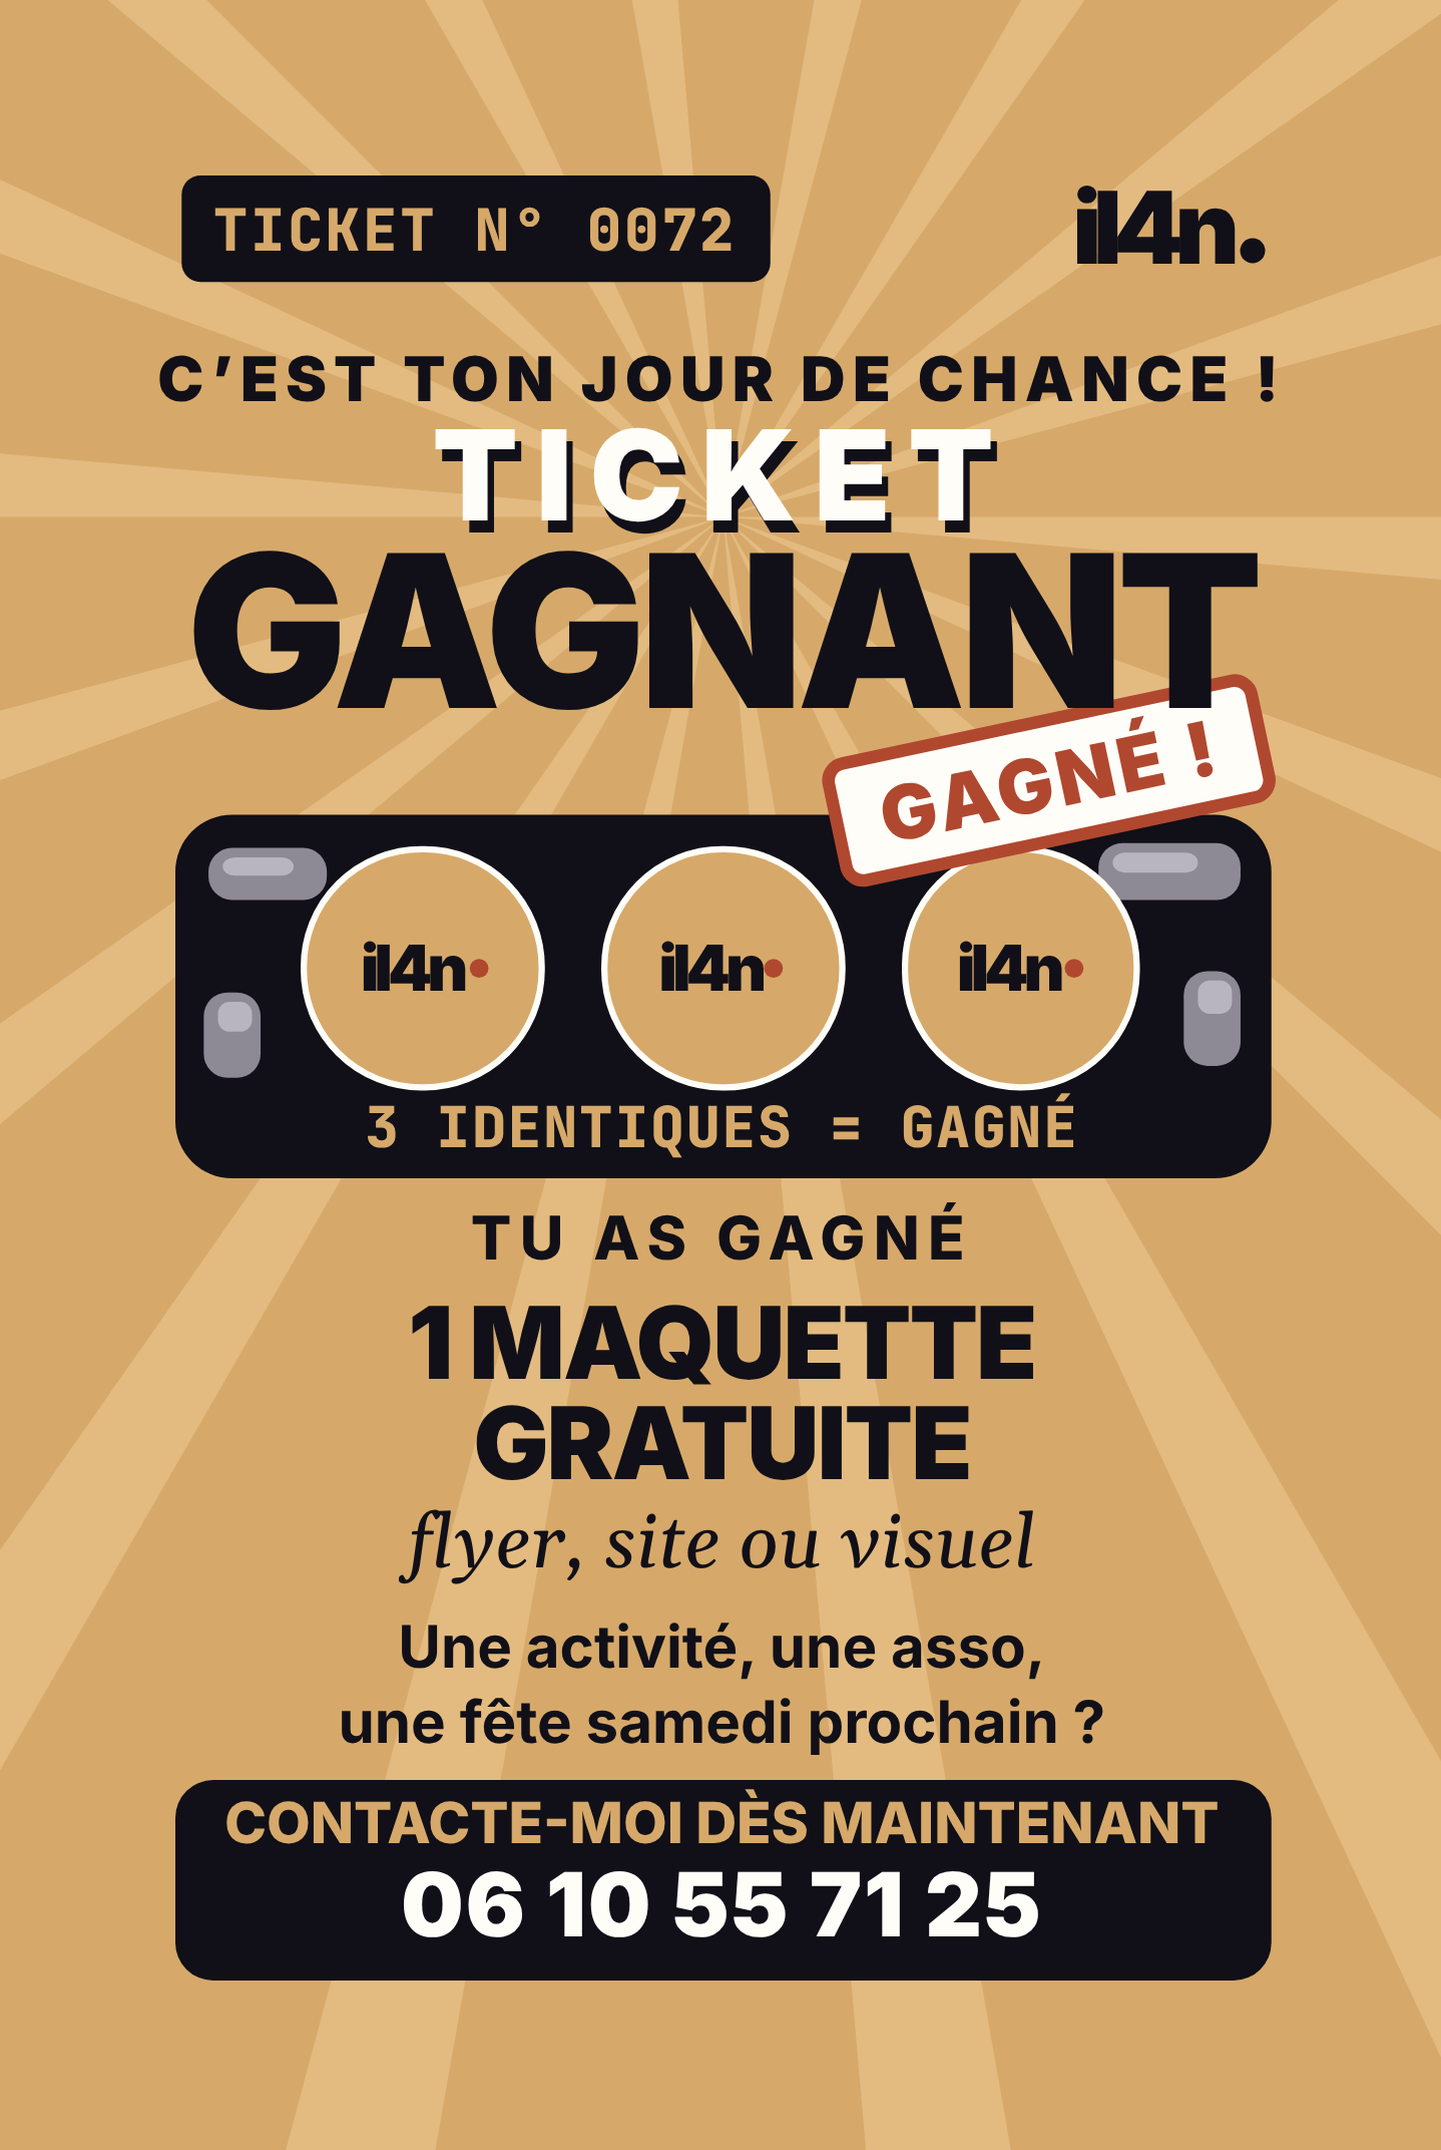 TICKET N° 0072
il4n.
C’EST TON JOUR DE CHANCE !
TICKET
GAGNANT
GAGNÉ !
il4n• il4n• il4n•
3 IDENTIQUES = GAGNÉ
TU AS GAGNÉ
1 MAQUETTE
GRATUITE
flyer, site ou visuel
Une activité, une asso,
une fête samedi prochain ?
CONTACTE-MOI DÈS MAINTENANT
06 10 55 71 25